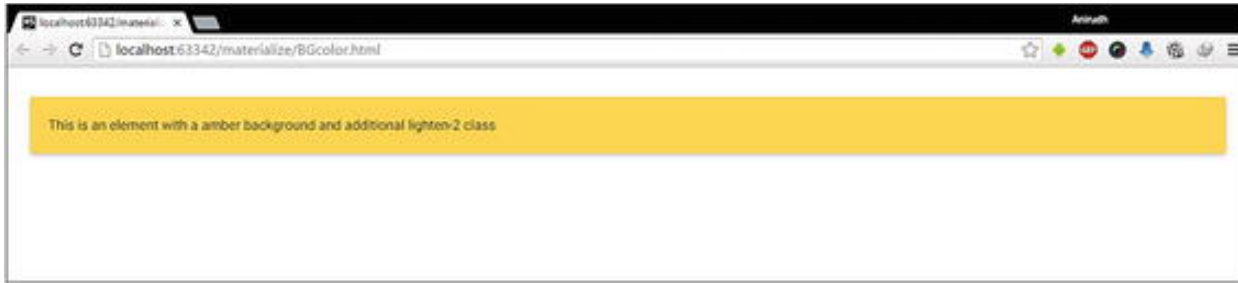 localhost:63342/material
Anirudh
localhost:63342/materialize/BGcolor.html
This is an element with a amber background and additional lighten-2 class